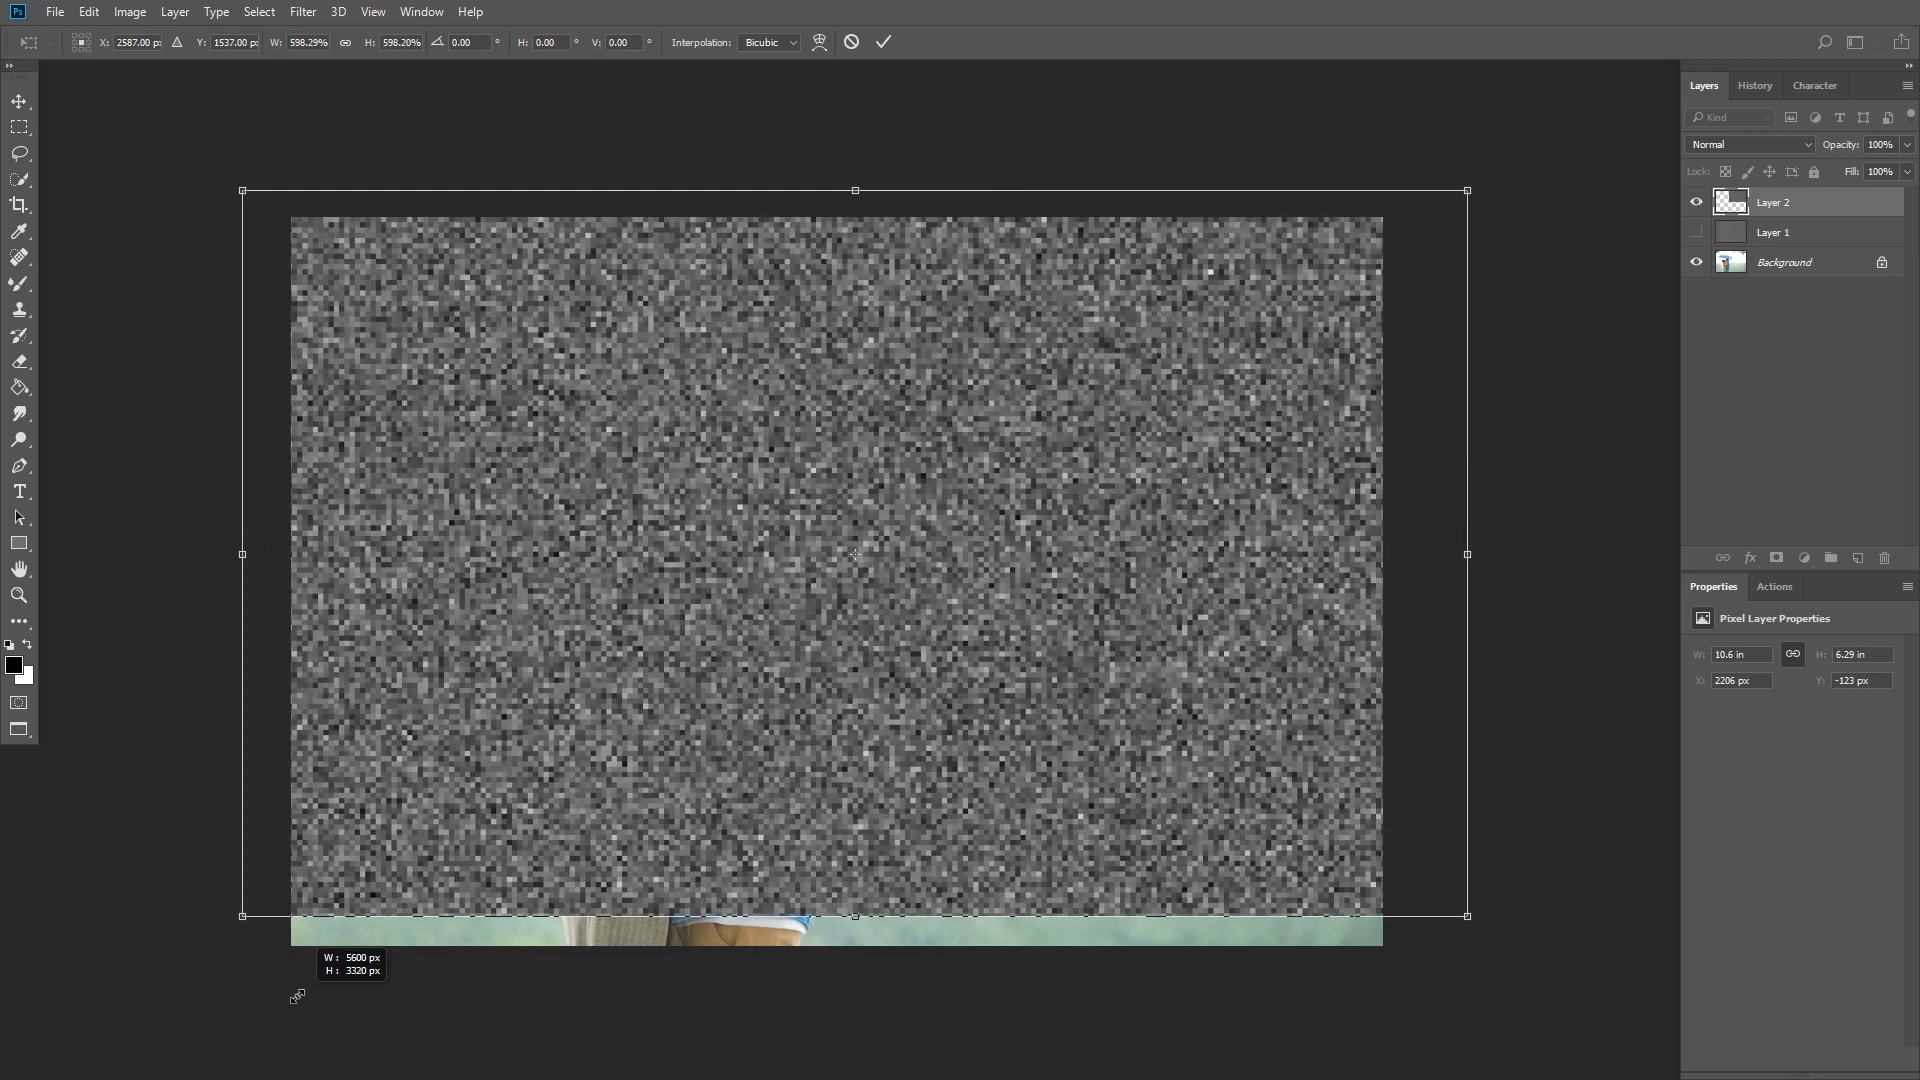 Ps File Edit Image Layer Type Select Filter 3D View Window Help
X: 2587.00 px Y: 1537.00 px W: 598.29% H: 598.20% 0.00 ° H: 0.00 ° V: 0.00 ° Interpolation: Bicubic
Layers History Character
Kind
Normal Opacity: 100%
Lock: Fill: 100%
Layer 2
Layer 1
Background
fx
Properties Actions
Pixel Layer Properties
W: 10.6 in H: 6.29 in
X: 2206 px Y: -123 px
W : 5600 px
H : 3320 px